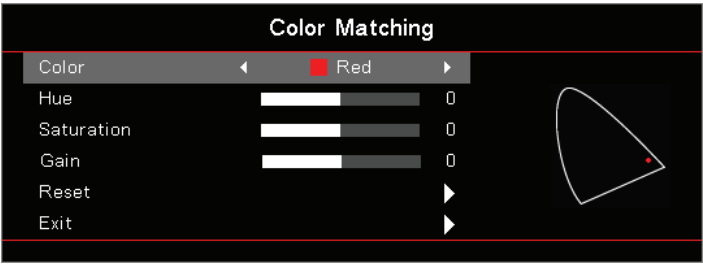 Color Matching
Color Red
Hue 0
Saturation 0
Gain 0
Reset
Exit